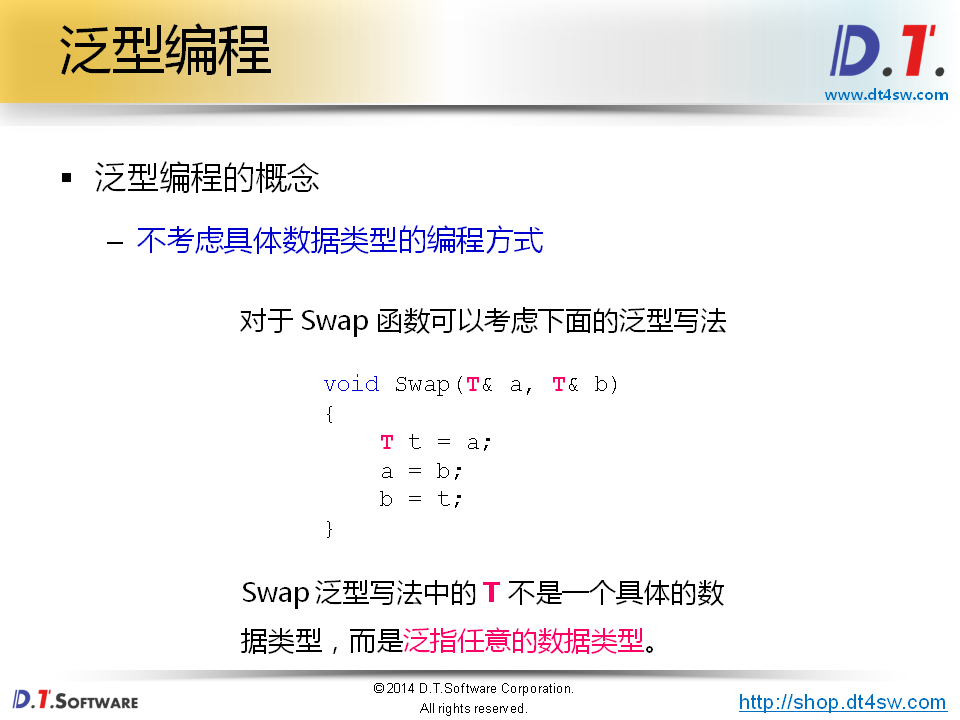 泛型编程
D.T.
www.dt4sw.com
▪ 泛型编程的概念
– 不考虑具体数据类型的编程方式
对于 Swap 函数可以考虑下面的泛型写法
void Swap(T& a, T& b)
{
    T t = a;
    a = b;
    b = t;
}
Swap 泛型写法中的 T 不是一个具体的数
据类型，而是泛指任意的数据类型。
D.T.Software
©2014 D.T.Software Corporation.
All rights reserved.
http://shop.dt4sw.com